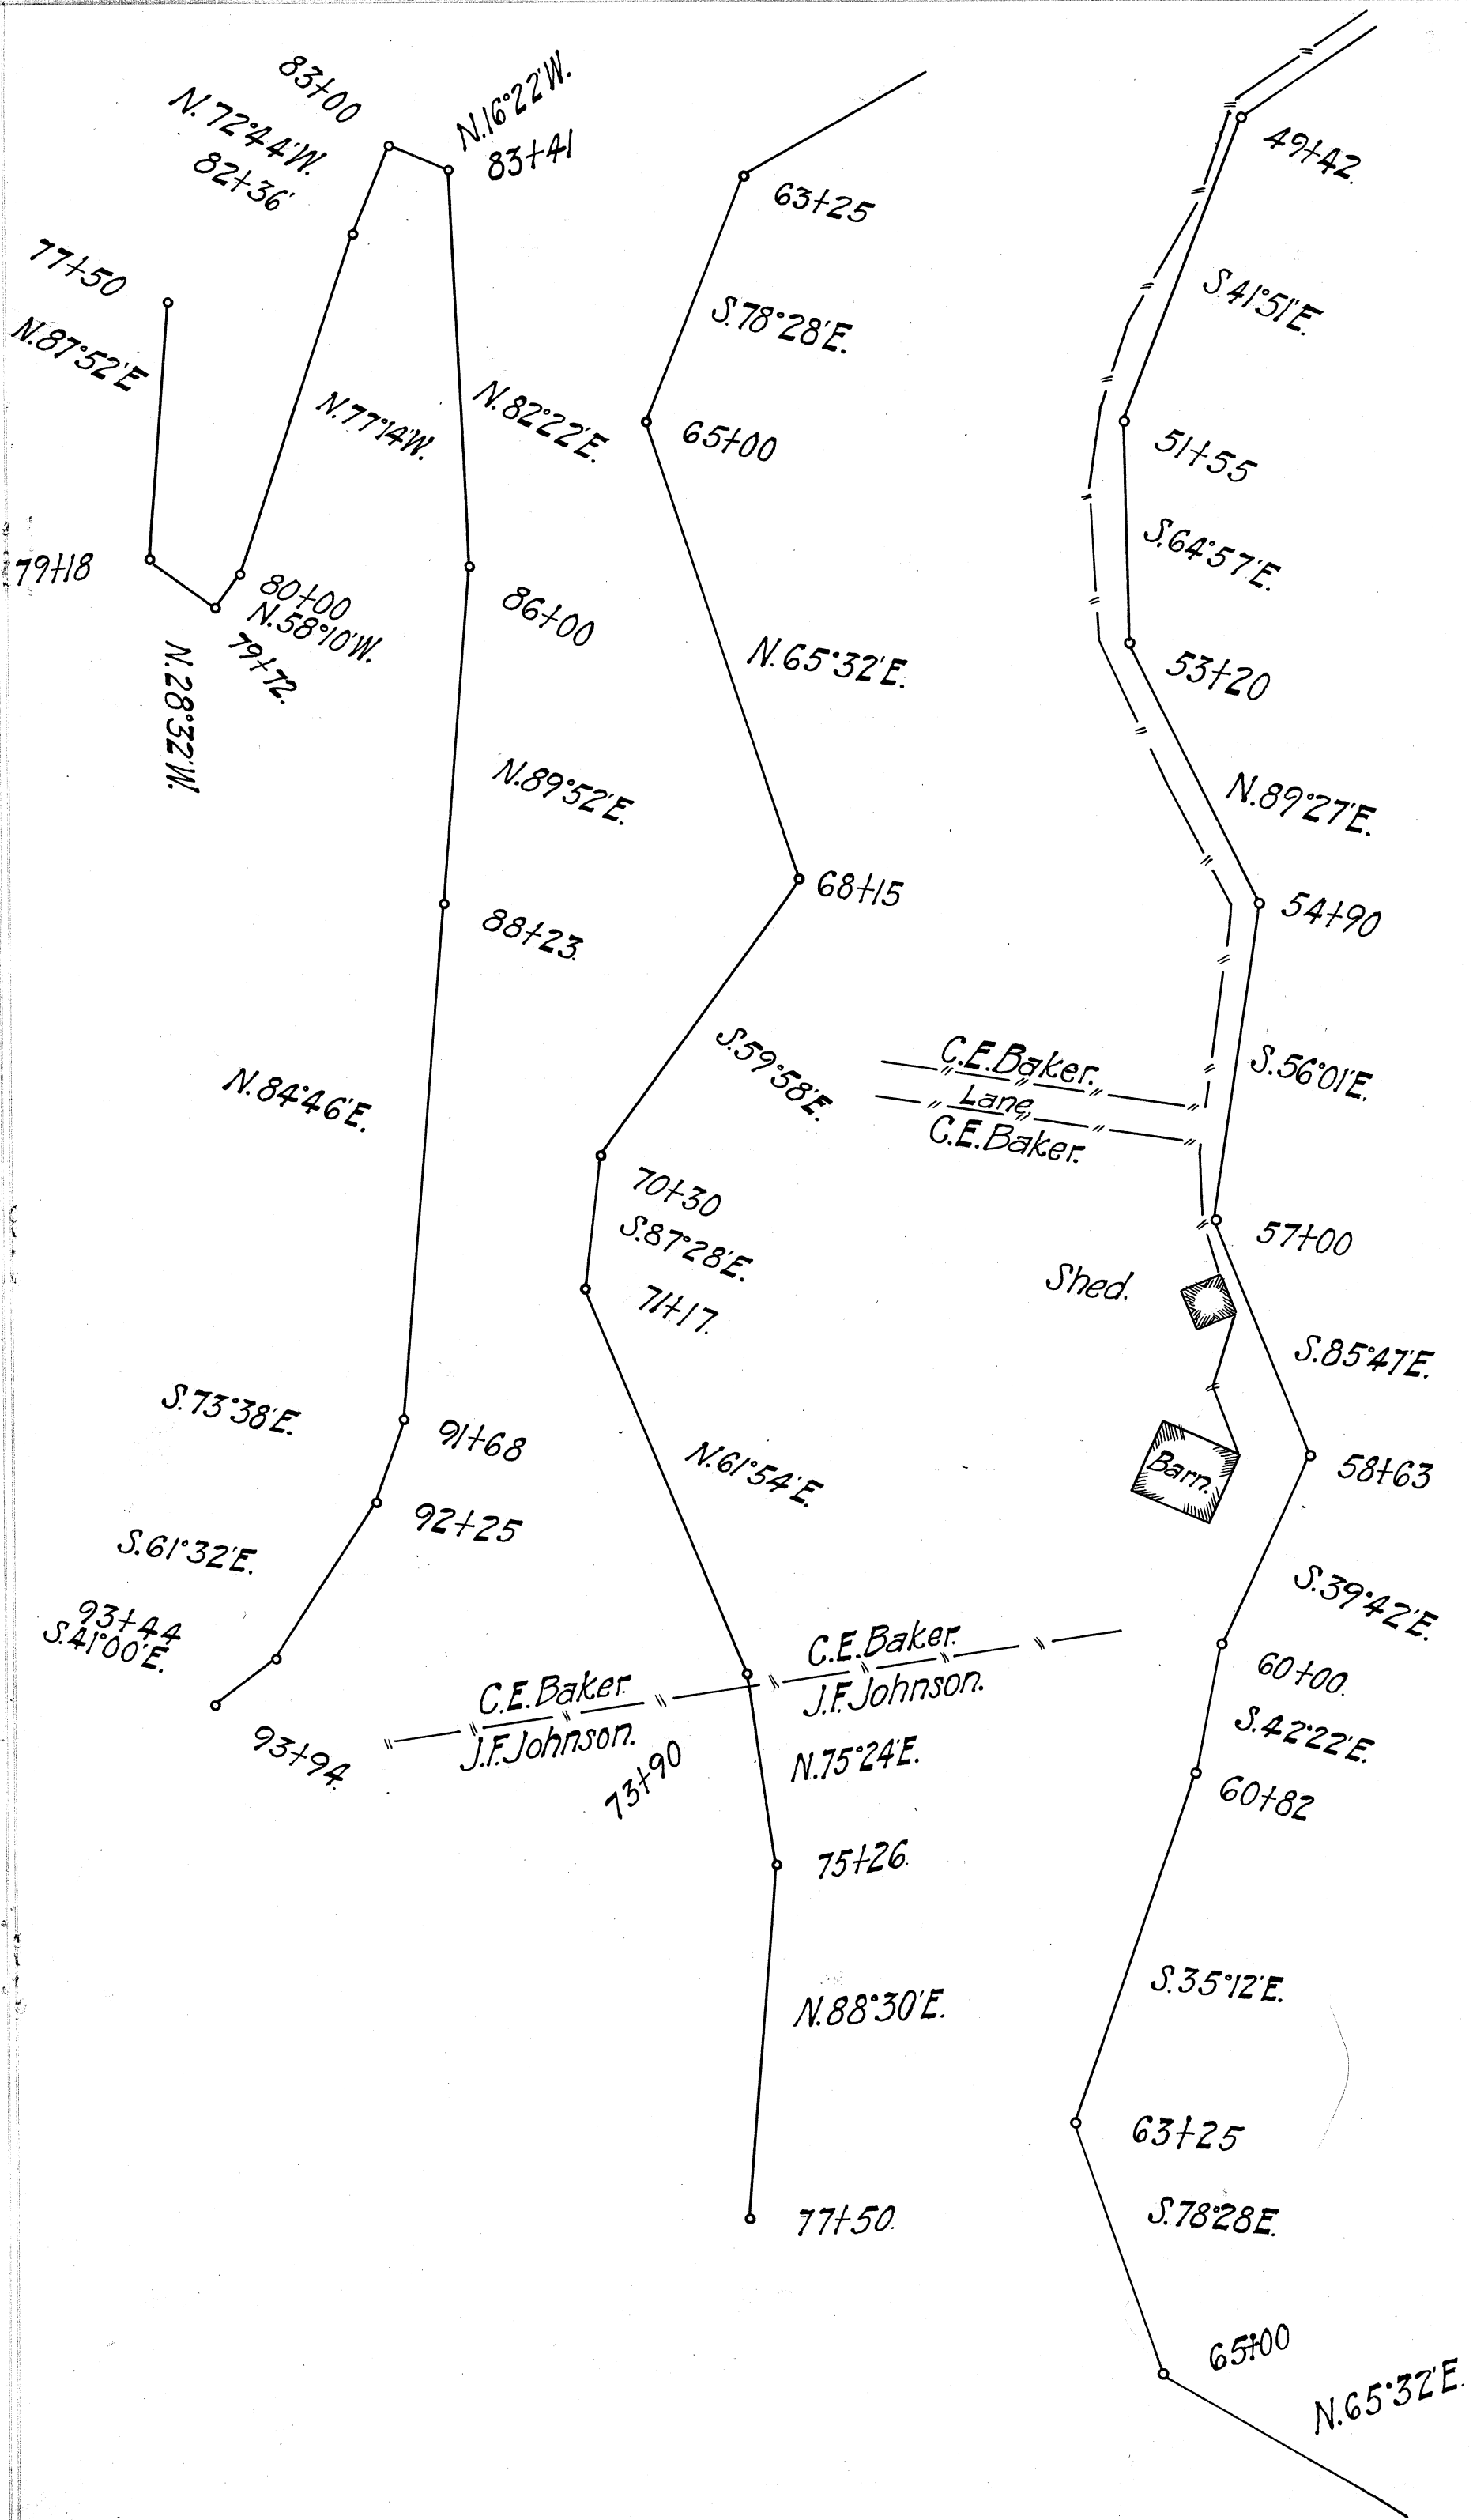 83+00
N.72°44'W.
82+36
77+50
N.87°52'E
79+18
N.28°32'W.
79+72.
N.58°10'W.
80+00
N.77°14'W.
N.16°22'W.
83+41
N.82°22'E.
86+00
N.89°52'E.
88+23.
N.84°46'E.
91+68
S.73°38'E.
92+25
S.61°32'E.
93+44
S.41°00'E.
93+94.
63+25
S.78°28'E.
65+00
N.65°32'E.
68+15
S.59°58'E.
70+30
S.87°28'E.
71+17.
N.61°54'E.
C.E.Baker.
J.F.Johnson.
C.E.Baker.
J.F.Johnson.
73+90
N.75°24'E.
75+26.
N.88°30'E.
77+50.
49+42.
S.41°51'E.
51+55
S.64°57'E.
53+20
N.89°27'E.
54+90
S.56°01'E.
C.E.Baker.
Lane.
C.E.Baker.
57+00
Shed.
S.85°47'E.
Barn.
58+63
S.39°42'E.
60+00.
S.42°22'E.
60+82
S.35°12'E.
63+25
S.78°28E.
65+00
N.65°32'E.